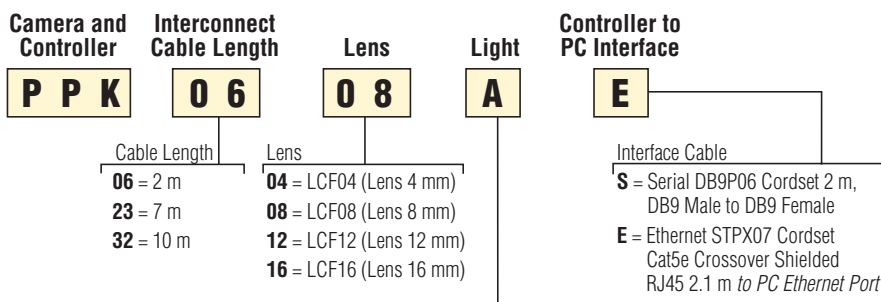 Camera and Controller
Interconnect Cable Length
Lens
Light
Controller to PC Interface
P P K
0 6
0 8
A
E
Cable Length
06 = 2 m
23 = 7 m
32 = 10 m
Lens
04 = LCF04 (Lens 4 mm)
08 = LCF08 (Lens 8 mm)
12 = LCF12 (Lens 12 mm)
16 = LCF16 (Lens 16 mm)
Interface Cable
S = Serial DB9P06 Cordset 2 m,
DB9 Male to DB9 Female
E = Ethernet STPX07 Cordset
Cat5e Crossover Shielded
RJ45 2.1 m to PC Ethernet Port